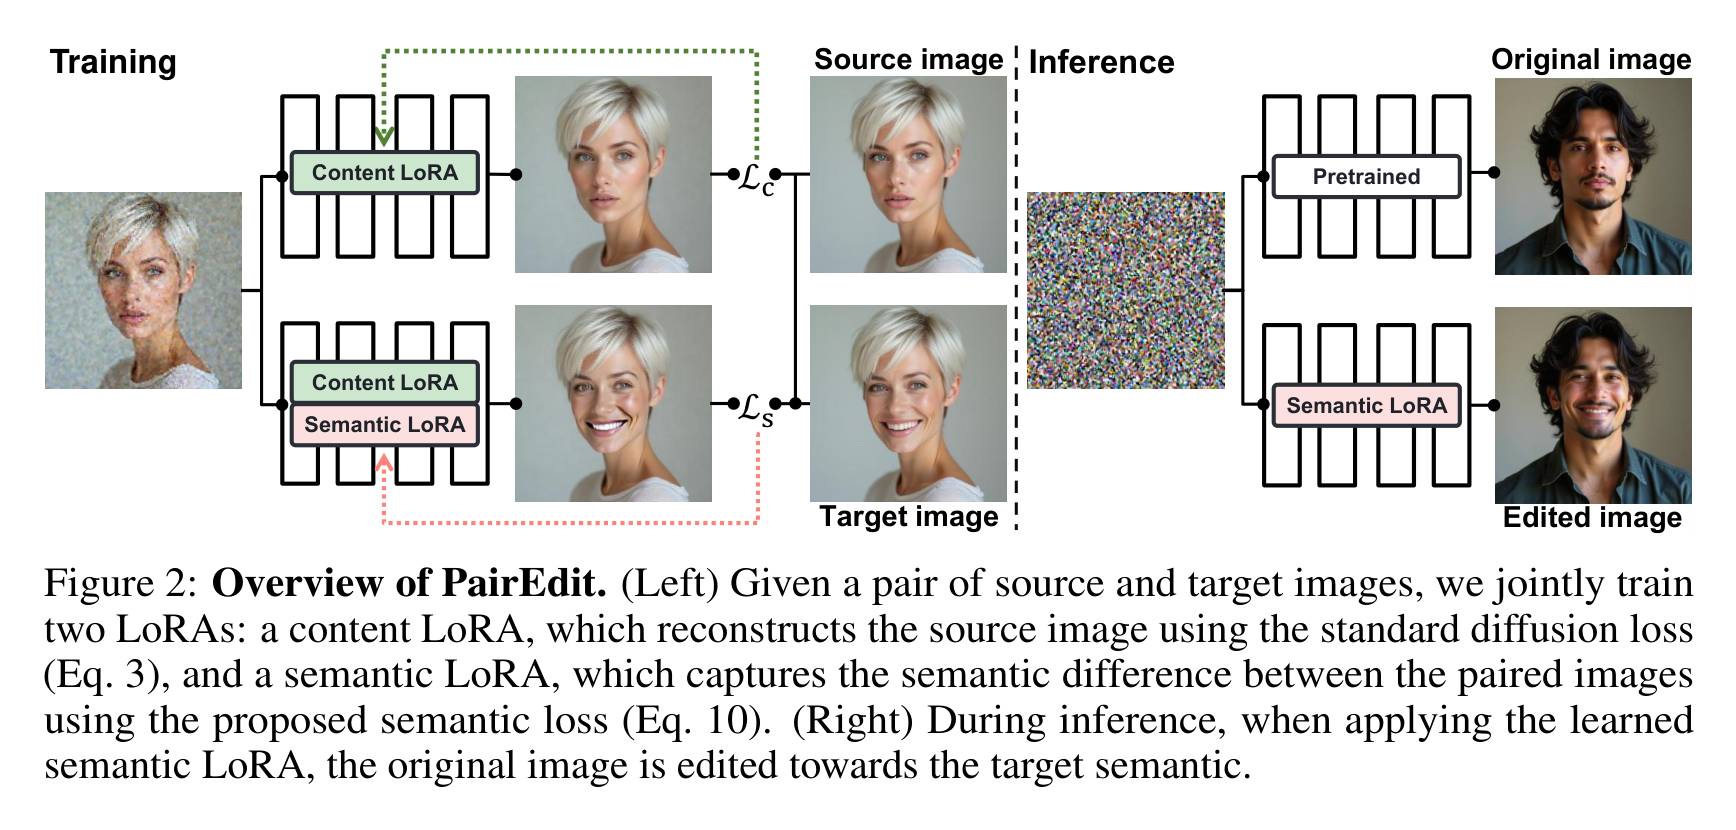 Training
Source image
Inference
Original image
Content LoRA
ℒc
Pretrained
Content LoRA
Semantic LoRA
ℒs
Semantic LoRA
Target image
Edited image
Figure 2: Overview of PairEdit. (Left) Given a pair of source and target images, we jointly train
two LoRAs: a content LoRA, which reconstructs the source image using the standard diffusion loss
(Eq. 3), and a semantic LoRA, which captures the semantic difference between the paired images
using the proposed semantic loss (Eq. 10). (Right) During inference, when applying the learned
semantic LoRA, the original image is edited towards the target semantic.